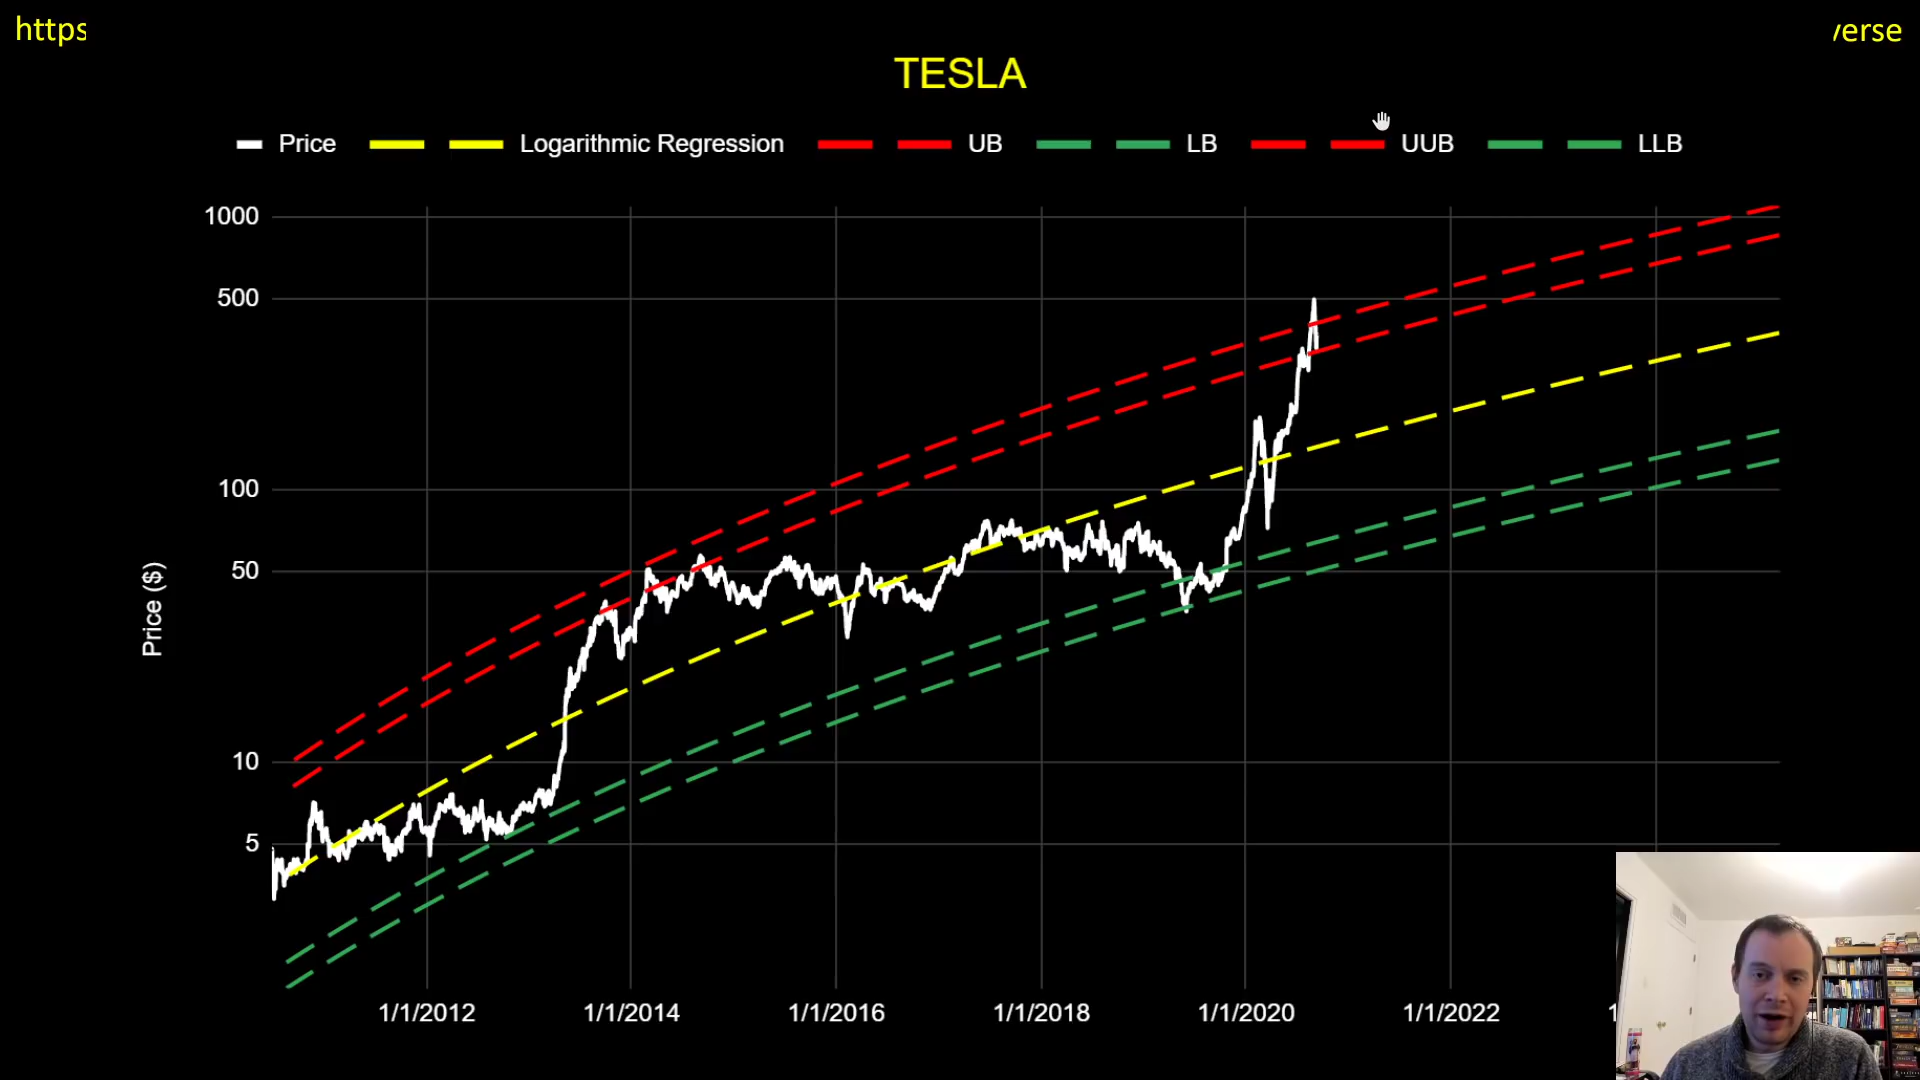 https
verse
TESLA
Price Logarithmic Regression UB LB UUB LLB
1000
500
100
50
10
5
Price ($)
1/1/2012 1/1/2014 1/1/2016 1/1/2018 1/1/2020 1/1/2022